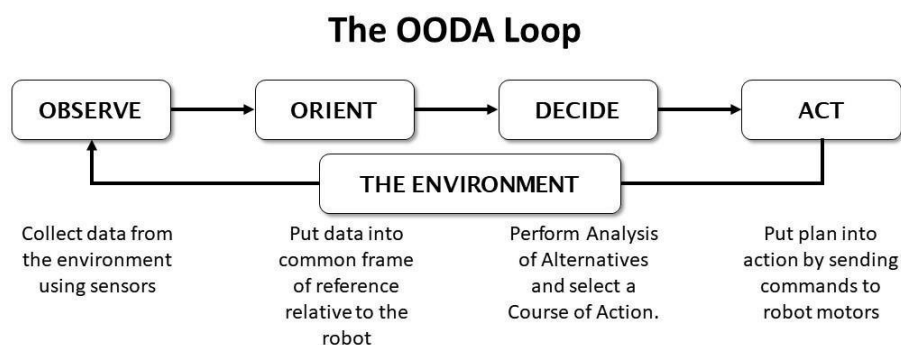 The OODA Loop
OBSERVE
ORIENT
DECIDE
ACT
THE ENVIRONMENT
Collect data from
the environment
using sensors
Put data into
common frame
of reference
relative to the
robot
Perform Analysis
of Alternatives
and select a
Course of Action.
Put plan into
action by sending
commands to
robot motors